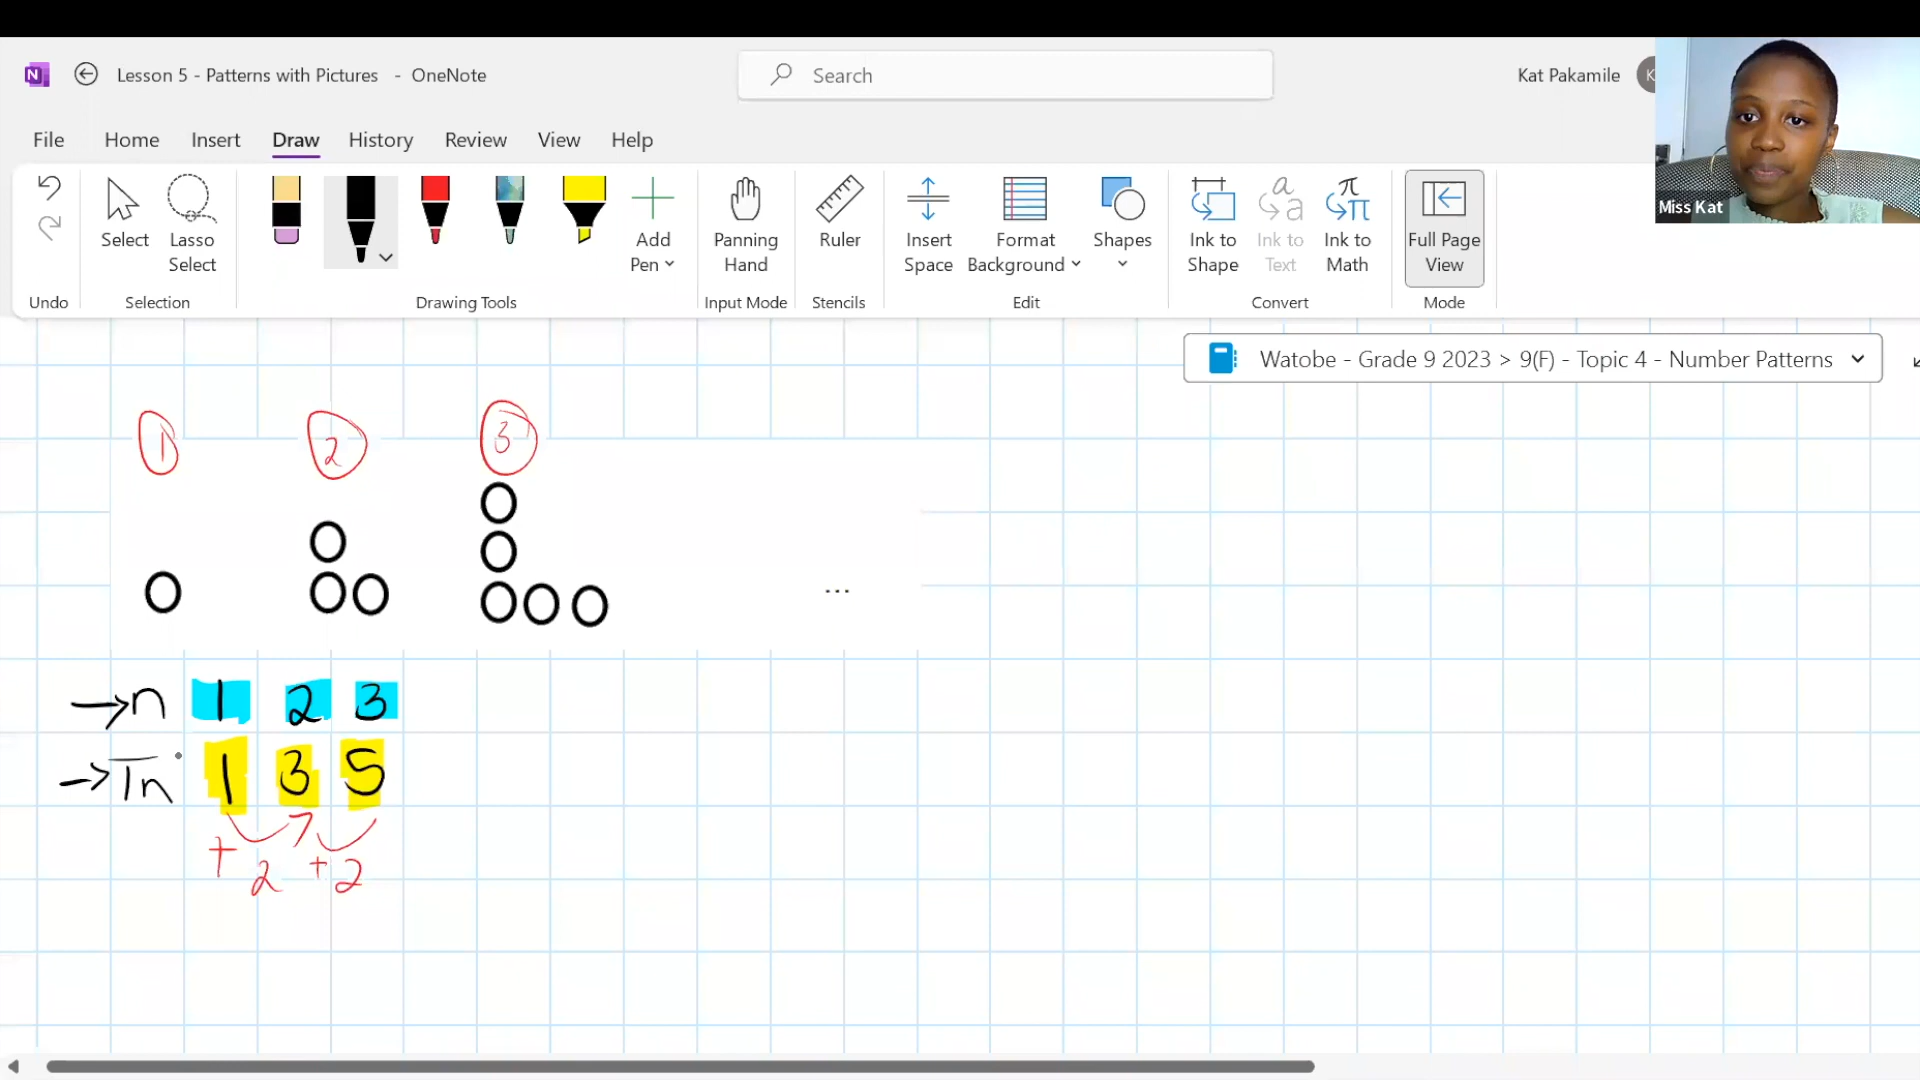 Lesson 5 - Patterns with Pictures - OneNote
Search
Kat Pakamile
K
File Home Insert Draw History Review View Help
Select
Lasso Select
Add Pen
Panning Hand
Ruler
Insert Space
Format Background
Shapes
Ink to Shape
Ink to Text
Ink to Math
Full Page View
Undo
Selection
Drawing Tools
Input Mode
Stencils
Edit
Convert
Mode
Miss Kat
Watobe - Grade 9 2023 > 9(F) - Topic 4 - Number Patterns
1 2 3
...
→n 1 2 3
→Tn 1 3 5
+2 +2